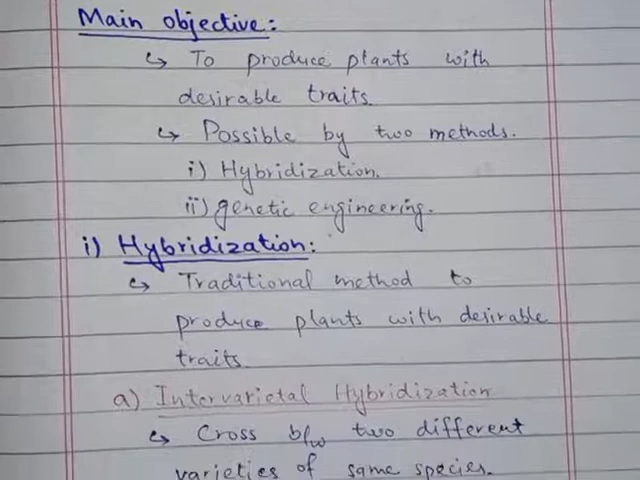 Main objective:
↳ To produce plants with
desirable traits.
↳ Possible by two methods.
i) Hybridization.
ii) genetic engineering.
i) Hybridization:
↳ Traditional method to
produce plants with desirable
traits.
a) Intervarietal Hybridization
↳ Cross b/w two different
varieties of same species.